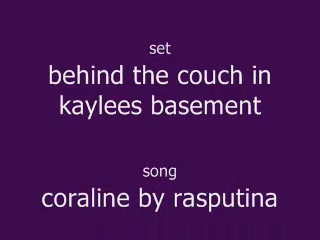 set
behind the couch in
kaylees basement
song
coraline by rasputina